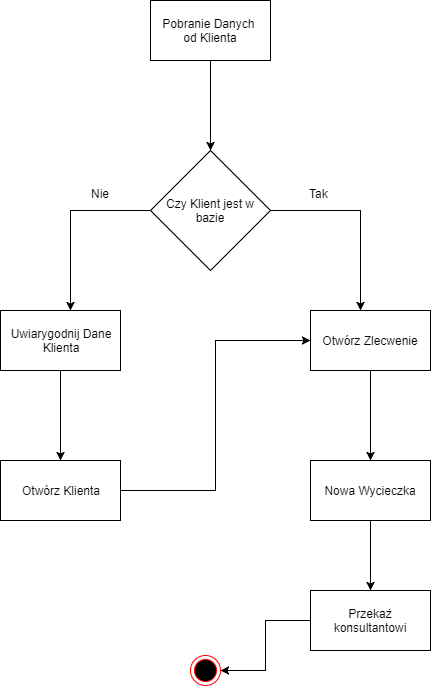 Pobranie Danych
od Klienta
Czy Klient jest w
bazie
Nie
Tak
Uwiarygodnij Dane
Klienta
Otwórz Zlecwenie
Otwórz Klienta
Nowa Wycieczka
Przekaź
konsultantowi